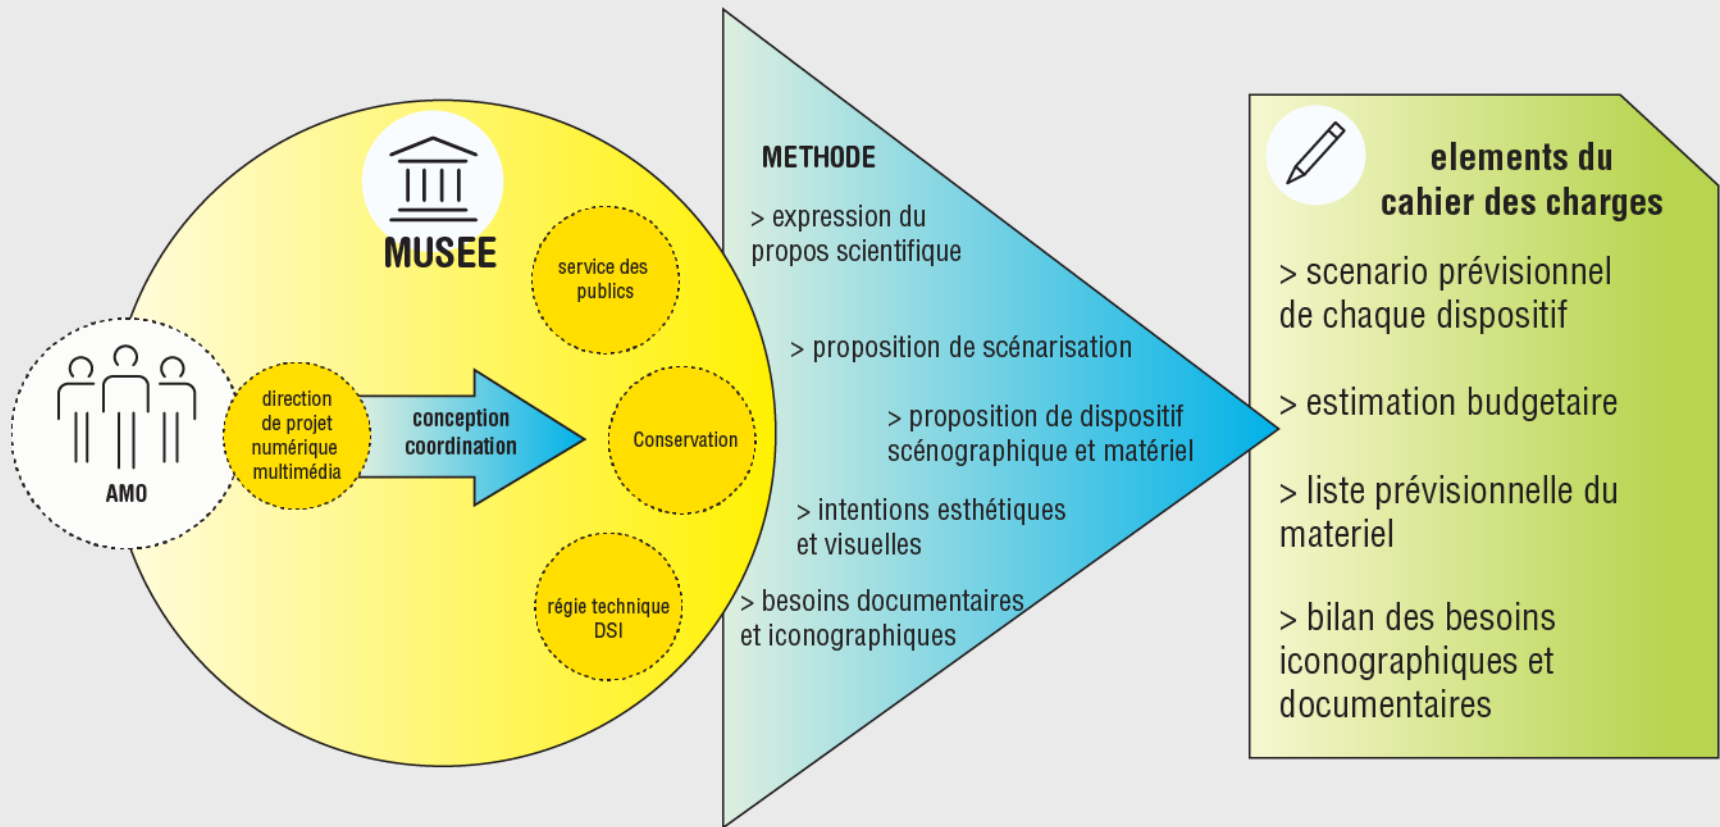 MUSEE
service des
publics
direction
de projet
numérique
multimédia
AMO
conception
coordination
Conservation
régie technique
DSI
METHODE
> expression du
propos scientifique
> proposition de scénarisation
> proposition de dispositif
scénographique et matériel
> intentions esthétiques
et visuelles
> besoins documentaires
et iconographiques
elements du
cahier des charges
> scenario prévisionnel
de chaque dispositif
> estimation budgetaire
> liste prévisionnelle du
materiel
> bilan des besoins
iconographiques et
documentaires